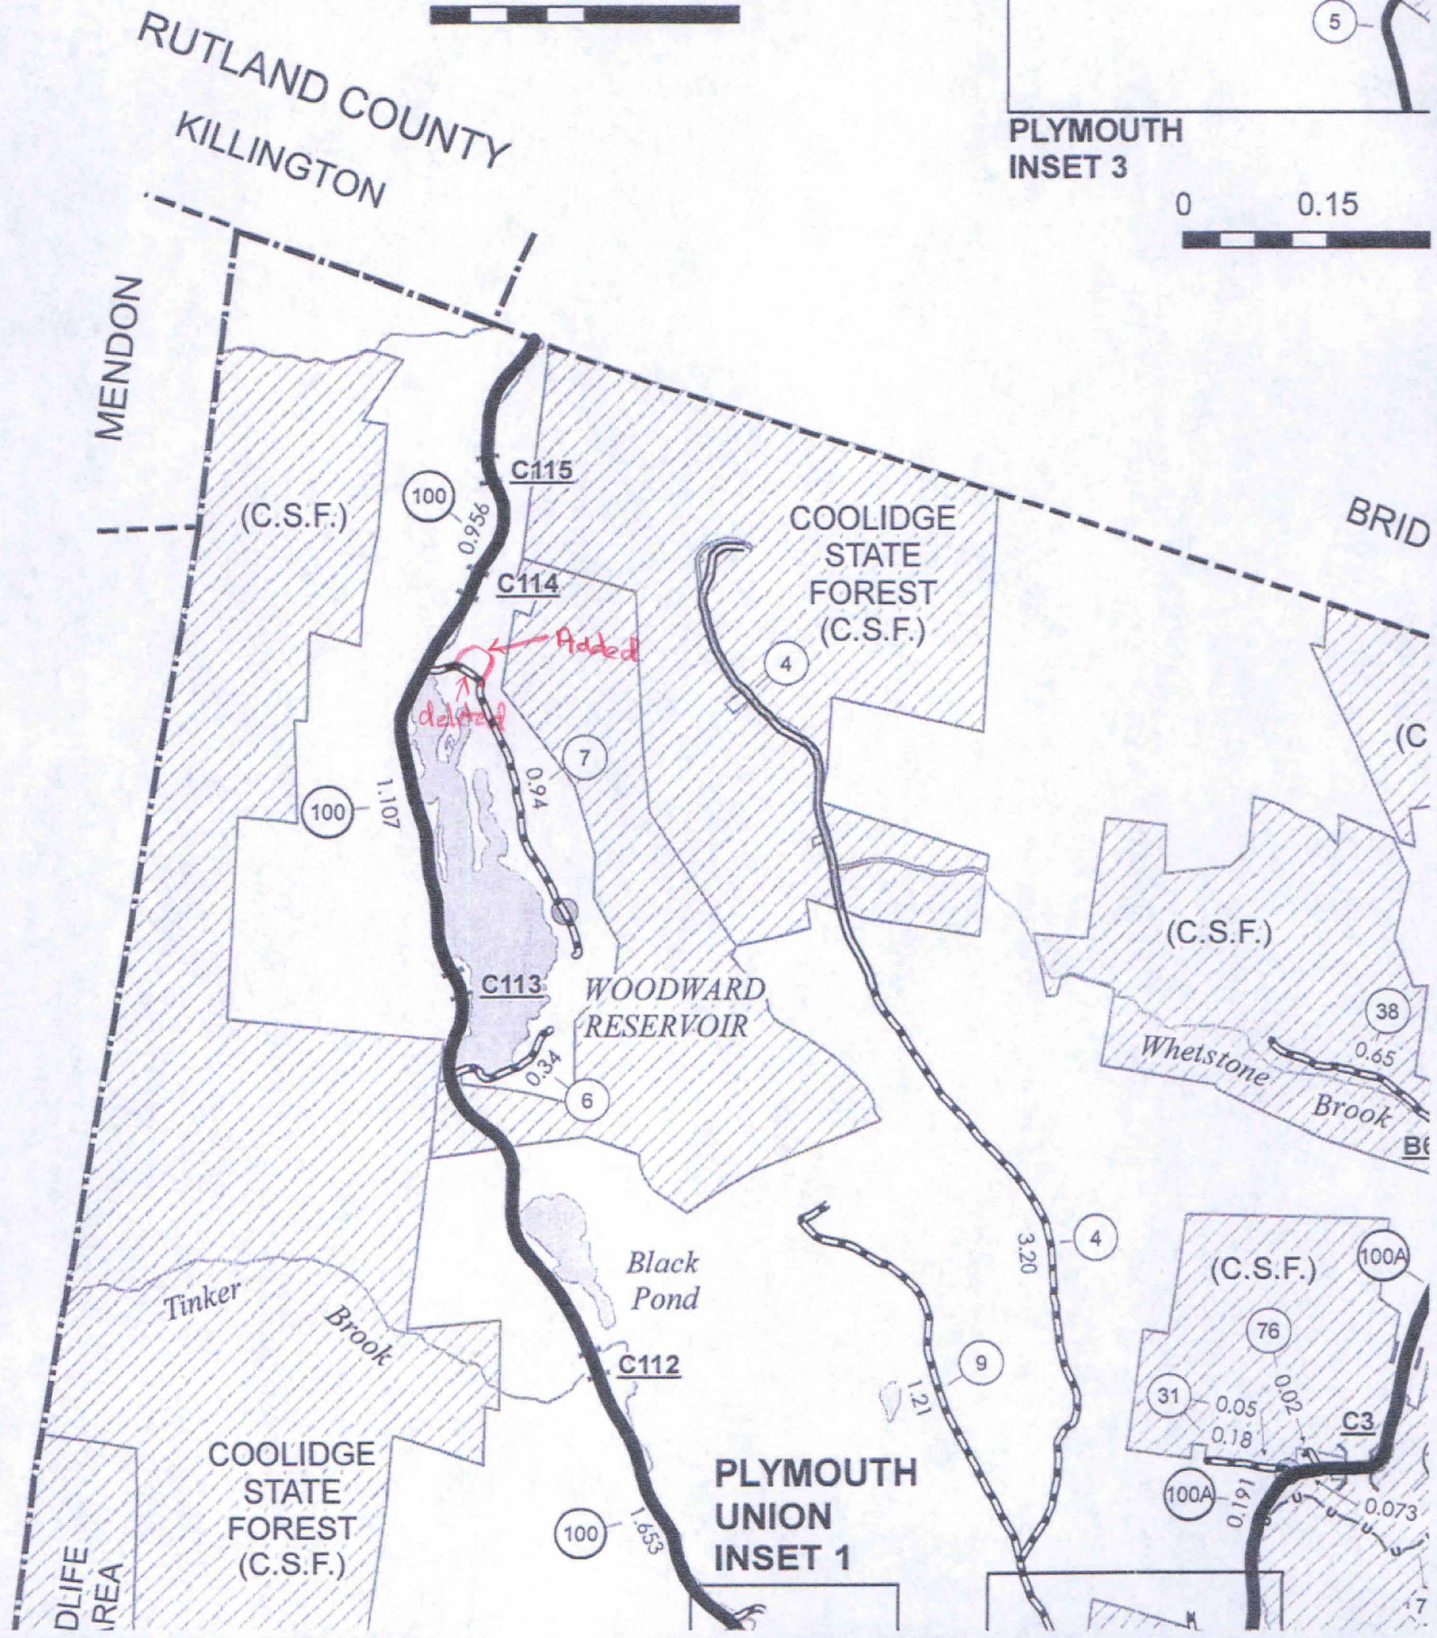 RUTLAND COUNTY
KILLINGTON
5
PLYMOUTH
INSET 3
0 0.15
MENDON
C115
100
0.956
(C.S.F.)
COOLIDGE
STATE
FOREST
(C.S.F.)
BRID
C114
Added
4
deleted
7
0.94
(C
100
1.107
(C.S.F.)
C113
WOODWARD
RESERVOIR
38
0.65
Whetstone
Brook
0.34
6
B6
Black
Pond
3.20
4
(C.S.F.)
100A
Tinker
Brook
76
C112
9
1.21
31
0.05
0.18
0.02
C3
COOLIDGE
STATE
FOREST
(C.S.F.)
PLYMOUTH
UNION
INSET 1
100A
0.191
0.073
100
1.653
DLIFE
AREA
7